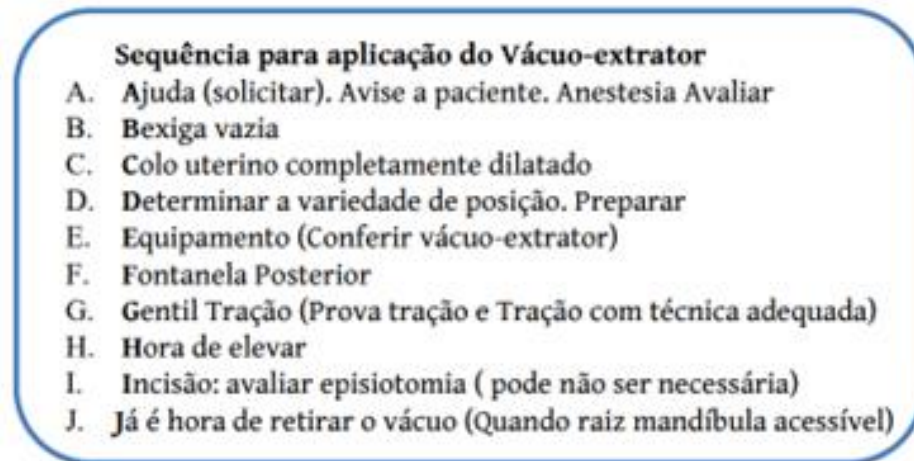 Sequência para aplicação do Vácuo-extrator
A. Ajuda (solicitar). Avise a paciente. Anestesia Avaliar
B. Bexiga vazia
C. Colo uterino completamente dilatado
D. Determinar a variedade de posição. Preparar
E. Equipamento (Conferir vácuo-extrator)
F. Fontanela Posterior
G. Gentil Tração (Prova tração e Tração com técnica adequada)
H. Hora de elevar
I. Incisão: avaliar episiotomia ( pode não ser necessária)
J. Já é hora de retirar o vácuo (Quando raiz mandíbula acessível)